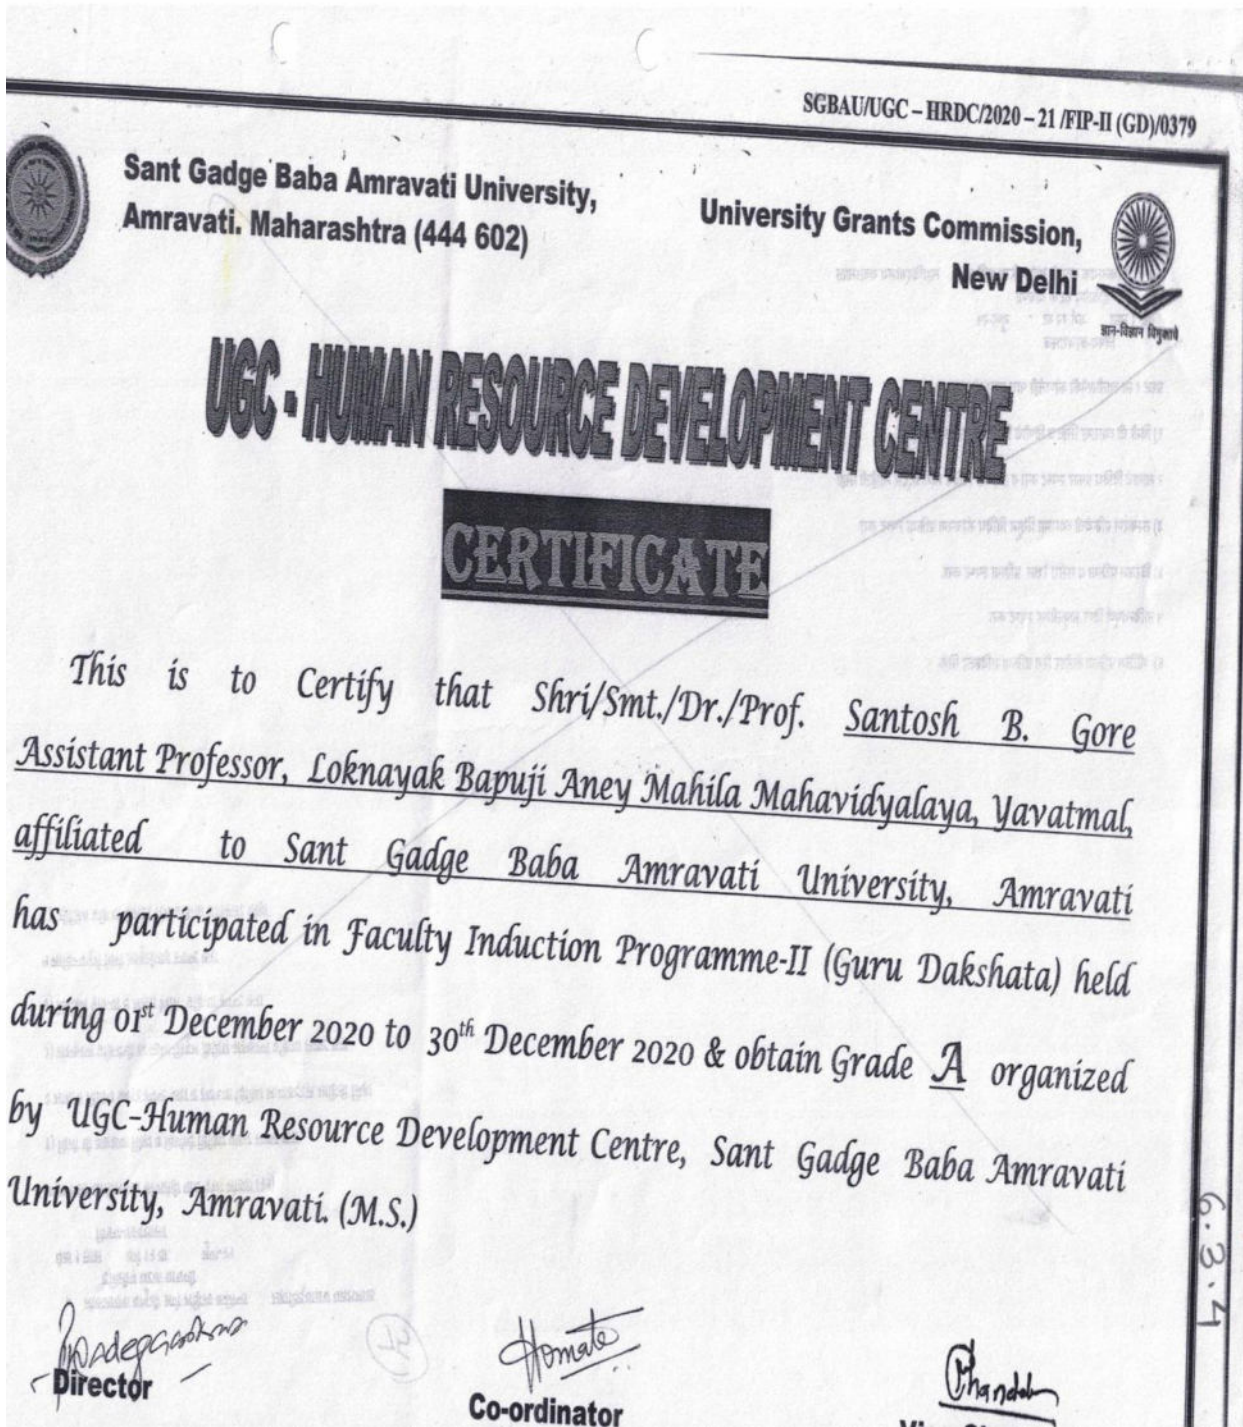 SGBAU/UGC – HRDC/2020 – 21 /FIP-II (GD)/0379
Sant Gadge Baba Amravati University,
Amravati. Maharashtra (444 602)
University Grants Commission,
New Delhi
ज्ञान-विज्ञान विमुक्तये
UGC - HUMAN RESOURCE DEVELOPMENT CENTRE
CERTIFICATE
This is to Certify that Shri/Smt./Dr./Prof. Santosh B. Gore
Assistant Professor, Loknayak Bapuji Aney Mahila Mahavidyalaya, Yavatmal,
affiliated to Sant Gadge Baba Amravati University, Amravati
has participated in Faculty Induction Programme-II (Guru Dakshata) held
during 01st December 2020 to 30th December 2020 & obtain Grade A organized
by UGC-Human Resource Development Centre, Sant Gadge Baba Amravati
University, Amravati. (M.S.)
6.3.4
Director
Co-ordinator